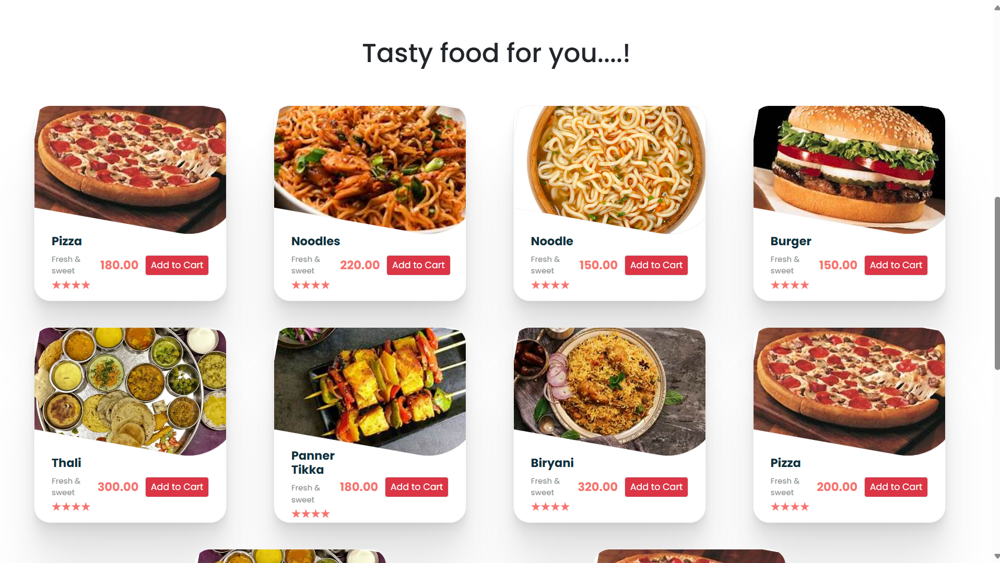 Tasty food for you....!
Pizza
Fresh &
sweet
180.00
Add to Cart
★★★★
Noodles
Fresh &
sweet
220.00
Add to Cart
★★★★
Noodle
Fresh &
sweet
150.00
Add to Cart
★★★★
Burger
Fresh &
sweet
150.00
Add to Cart
★★★★
Thali
Fresh &
sweet
300.00
Add to Cart
★★★★
Panner
Tikka
Fresh &
sweet
180.00
Add to Cart
★★★★
Biryani
Fresh &
sweet
320.00
Add to Cart
★★★★
Pizza
Fresh &
sweet
200.00
Add to Cart
★★★★